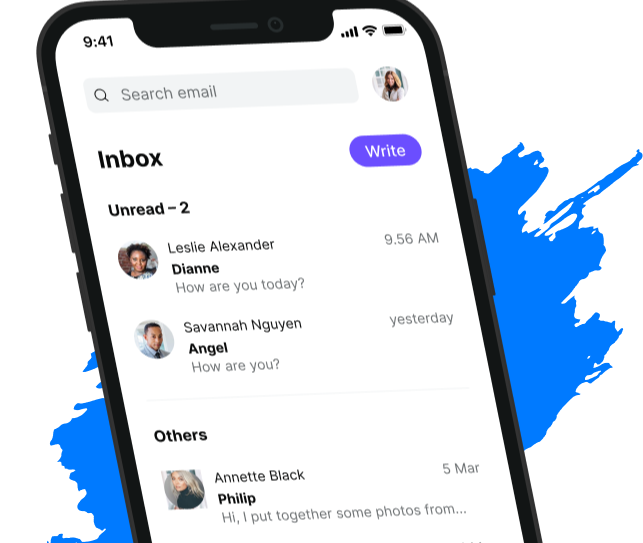 9:41
Search email
Inbox
Write
Unread – 2
Leslie Alexander
9.56 AM
Dianne
How are you today?
Savannah Nguyen
yesterday
Angel
How are you?
Others
Annette Black
5 Mar
Philip
Hi, I put together some photos from...